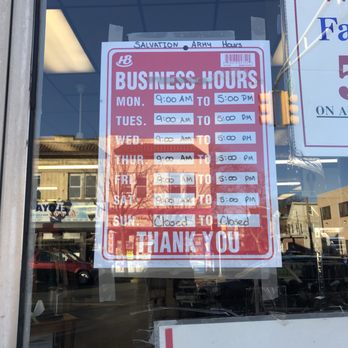 Fa
SALVATION ARMY HOURS
HB
BUSINESS HOURS
MON. 9:00 AM TO 5:00 PM
TUES. 9:00 AM TO 5:00 PM
WED. 9:00 AM TO 5:00 PM
THUR 9:00 AM TO 5:00 PM
FRI 9:00 AM TO 5:00 PM
SAT. 9:00 AM TO 5:00 PM
SUN. Closed TO Closed
THANK YOU
5
ON A